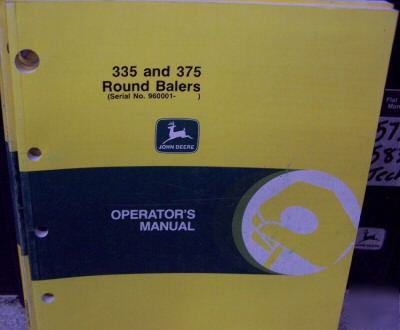 335 and 375
Round Balers
(Serial No. 960001- )
JOHN DEERE
OPERATOR'S
MANUAL